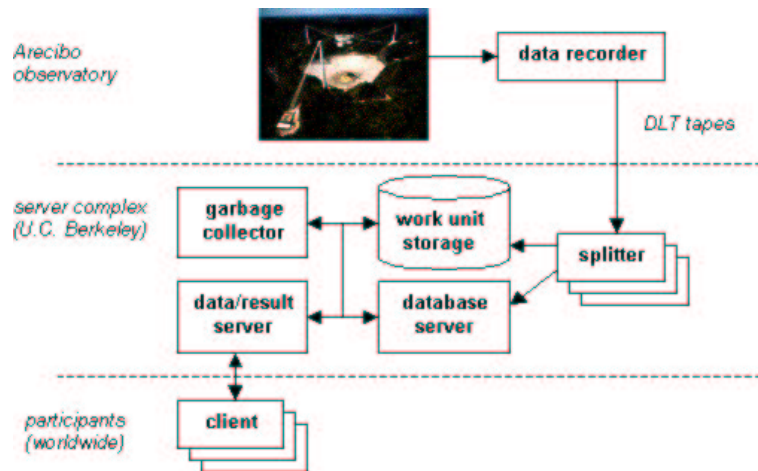 Arecibo
observatory
data recorder
DLT tapes
server complex
(U.C. Berkeley)
garbage
collector
work unit
storage
splitter
data/result
server
database
server
participants
(worldwide)
client